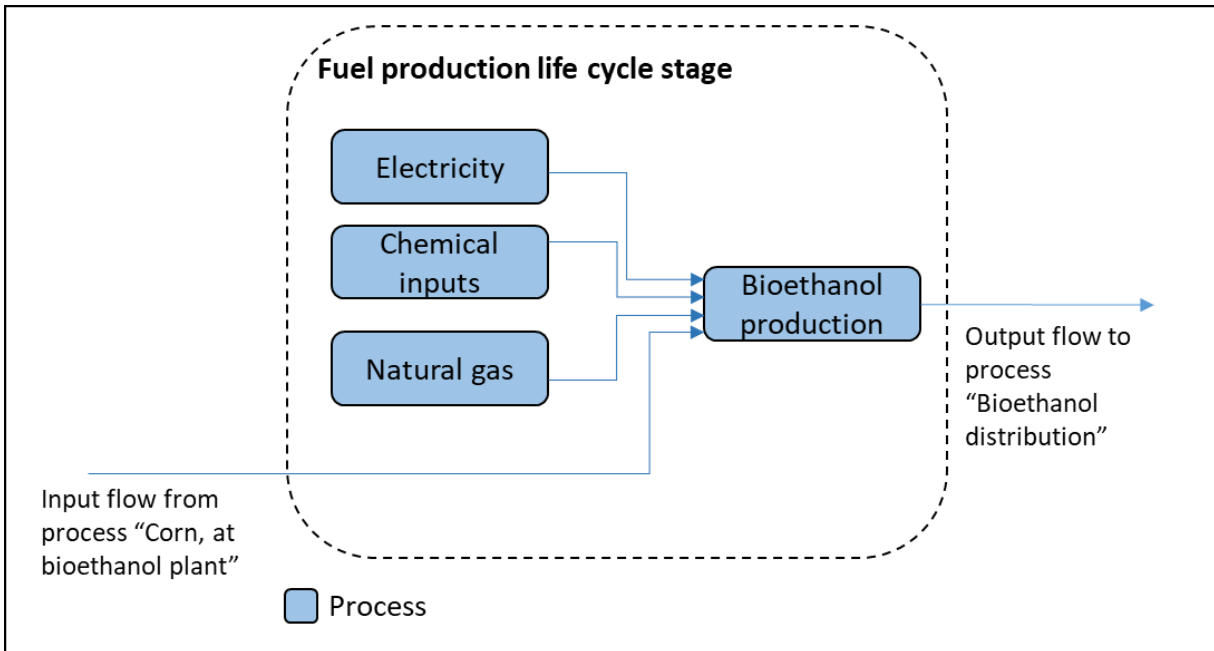 Fuel production life cycle stage
Electricity
Chemical
inputs
Natural gas
Bioethanol
production
Output flow to
process
“Bioethanol
distribution”
Input flow from
process “Corn, at
bioethanol plant”
Process